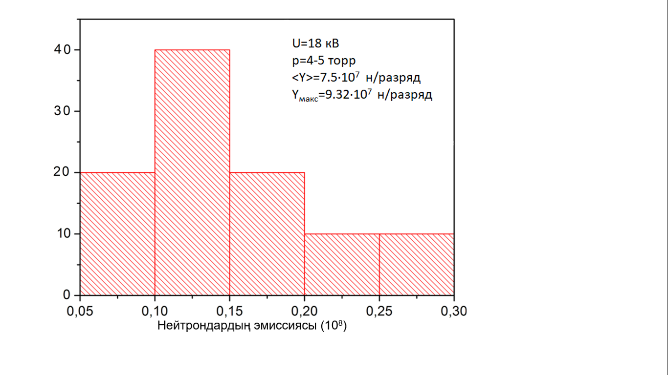 U=18 кВ
p=4-5 торр
<Y>=7.5·10⁷ н/разряд
Yмакс=9.32·10⁷ н/разряд
40
30
20
10
0
0,05 0,10 0,15 0,20 0,25 0,30
Нейтрондардың эмиссиясы (10⁸)